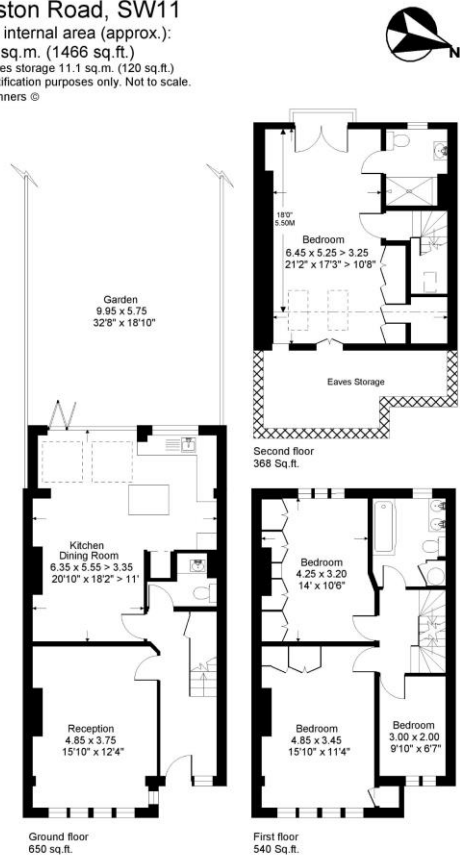 ston Road, SW11
internal area (approx.):
sq.m. (1466 sq.ft.)
es storage 11.1 sq.m. (120 sq.ft.)
tification purposes only. Not to scale.
nners ©
N
18'0"
5.50M
Bedroom
6.45 x 5.25 > 3.25
21'2" x 17'3" > 10'8"
Eaves Storage
Second floor
368 Sq.ft.
Garden
9.95 x 5.75
32'8" x 18'10"
Kitchen
Dining Room
6.35 x 5.55 > 3.35
20'10" x 18'2" > 11'
Reception
4.85 x 3.75
15'10" x 12'4"
Ground floor
650 sq.ft.
Bedroom
4.25 x 3.20
14' x 10'6"
Bedroom
4.85 x 3.45
15'10" x 11'4"
Bedroom
3.00 x 2.00
9'10" x 6'7"
First floor
540 Sq.ft.